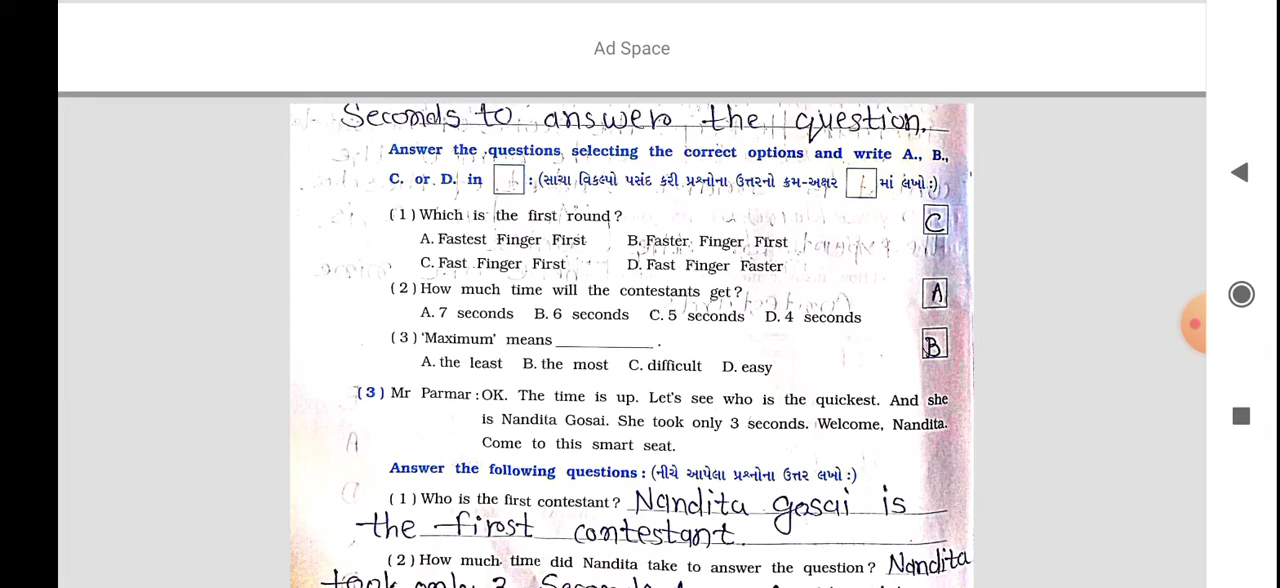 Ad Space
Seconds to answer the question.
Answer the questions selecting the correct options and write A., B.,
C. or D. in : (સાચા વિકલ્પો પસંદ કરી પ્રશ્નોના ઉત્તરનો ક્રમ-અક્ષર માં લખો :)
(1) Which is the first round? C
A. Fastest Finger First B. Faster Finger First
C. Fast Finger First D. Fast Finger Faster
(2) How much time will the contestants get? A
A. 7 seconds B. 6 seconds C. 5 seconds D. 4 seconds
(3) 'Maximum' means __________ . B
A. the least B. the most C. difficult D. easy
(3) Mr Parmar : OK. The time is up. Let's see who is the quickest. And she
is Nandita Gosai. She took only 3 seconds. Welcome, Nandita.
Come to this smart seat.
Answer the following questions : (નીચે આપેલા પ્રશ્નોના ઉત્તર લખો :)
(1) Who is the first contestant? Nandita gosai is
the first contestant.
(2) How much time did Nandita take to answer the question? Nandita
took only 3 Seconds